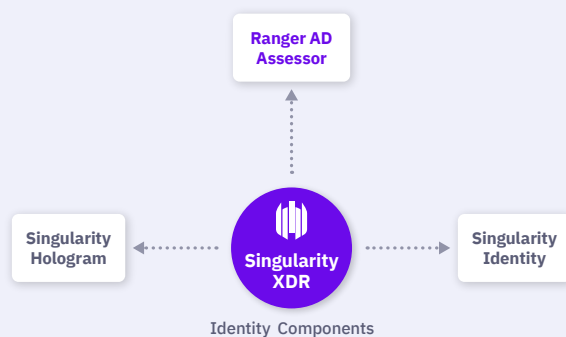 Ranger AD
Assessor
Singularity
Hologram
Singularity
XDR
Singularity
Identity
Identity Components